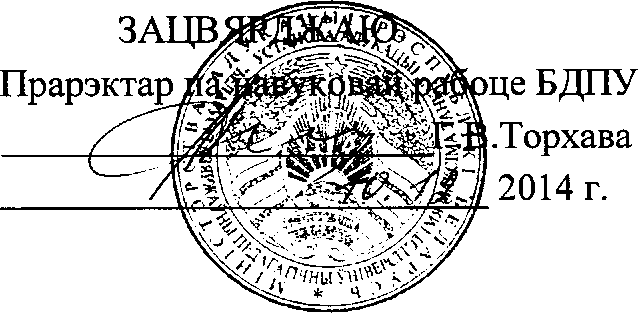 ЗАЦВЯРДЖАЮ
Прарэктар па навуковай рабоце БДПУ
Г.В.Торхава
2014 г.